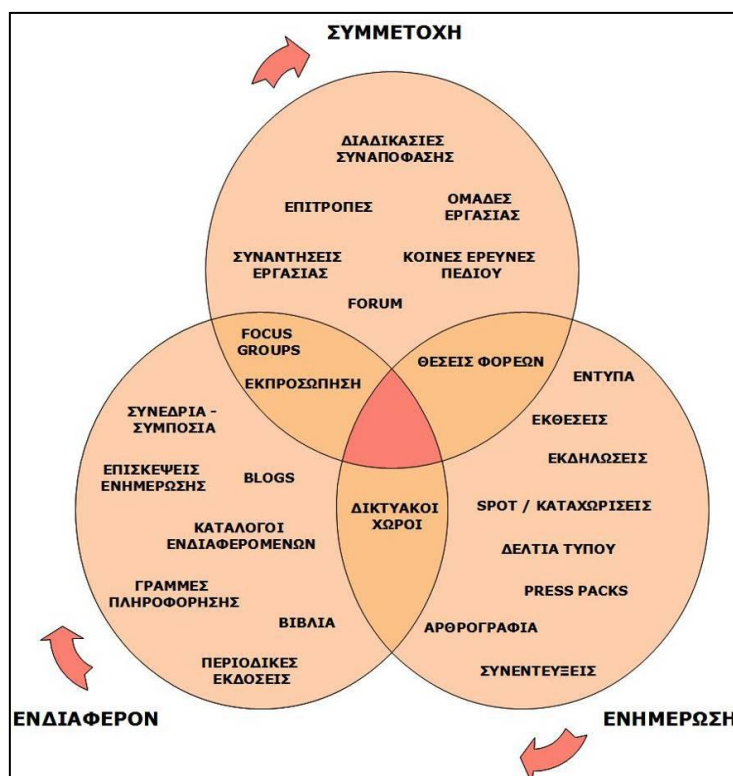 ΣΥΜΜΕΤΟΧΗ
ΔΙΑΔΙΚΑΣΙΕΣ
ΣΥΝΑΠΟΦΑΣΗΣ
ΕΠΙΤΡΟΠΕΣ
ΟΜΑΔΕΣ
ΕΡΓΑΣΙΑΣ
ΣΥΝΑΝΤΗΣΕΙΣ
ΕΡΓΑΣΙΑΣ
ΚΟΙΝΕΣ ΕΡΕΥΝΕΣ
ΠΕΔΙΟΥ
FORUM
FOCUS
GROUPS
ΕΚΠΡΟΣΩΠΗΣΗ
ΘΕΣΕΙΣ ΦΟΡΕΩΝ
ΕΝΤΥΠΑ
ΣΥΝΕΔΡΙΑ -
ΣΥΜΠΟΣΙΑ
ΕΚΘΕΣΕΙΣ
ΕΠΙΣΚΕΨΕΙΣ
ΕΝΗΜΕΡΩΣΗΣ
BLOGS
ΕΚΔΗΛΩΣΕΙΣ
ΔΙΚΤΥΑΚΟΙ
ΧΩΡΟΙ
SPOT / ΚΑΤΑΧΩΡΙΣΕΙΣ
ΚΑΤΑΛΟΓΟΙ
ΕΝΔΙΑΦΕΡΟΜΕΝΩΝ
ΔΕΛΤΙΑ ΤΥΠΟΥ
ΓΡΑΜΜΕΣ
ΠΛΗΡΟΦΟΡΗΣΗΣ
PRESS PACKS
ΒΙΒΛΙΑ
ΑΡΘΡΟΓΡΑΦΙΑ
ΠΕΡΙΟΔΙΚΕΣ
ΕΚΔΟΣΕΙΣ
ΣΥΝΕΝΤΕΥΞΕΙΣ
ΕΝΔΙΑΦΕΡΟΝ
ΕΝΗΜΕΡΩΣΗ